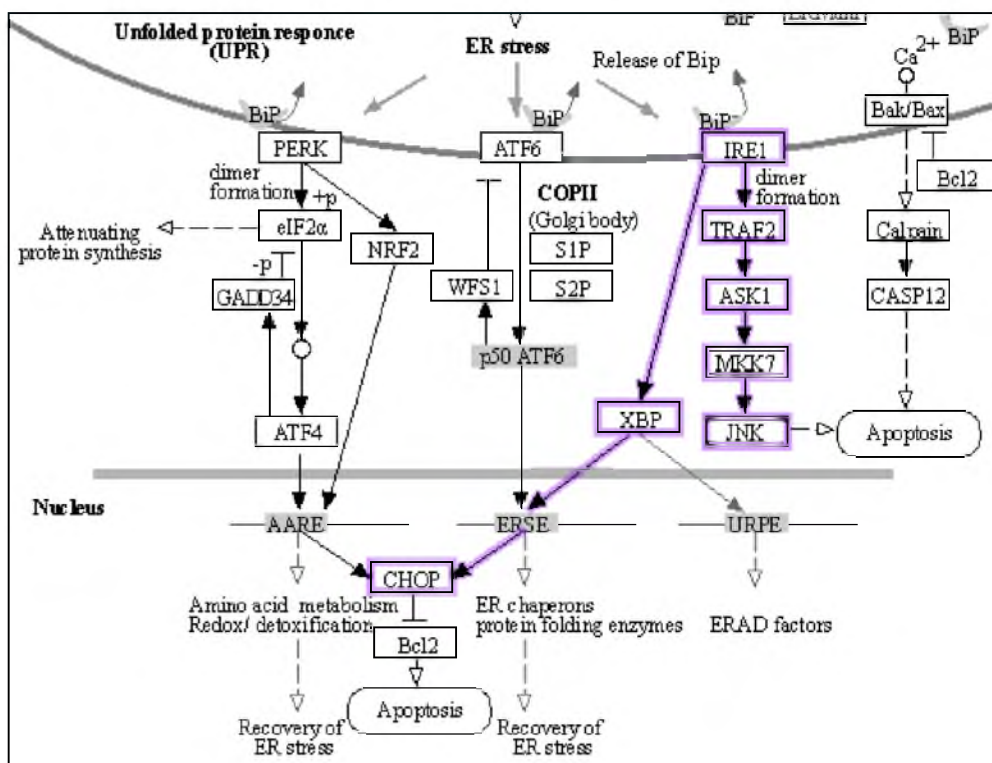 Unfolded protein responce
(UPR)
ER stress
BiP
BiP
Release of Bip
Ca2+
BiP
BiP
BiP
Bak/Bax
PERK
ATF6
IRE1
Bcl2
dimer
formation
+p
COPII
(Golgi body)
dimer
formation
Attenuating
protein synthesis
eIF2α
NRF2
S1P
TRAF2
Calpain
-p
GADD34
WFS1
S2P
ASK1
CASP12
p50 ATF6
MKK7
ATF4
XBP
JNK
Apoptosis
Nucleus
AARE
ERSE
URPE
CHOP
Amino acid metabolism
Redox/ detoxification
ER chaperons
protein folding enzymes
ERAD factors
Bcl2
Apoptosis
Recovery of
ER stress
Recovery of
ER stress